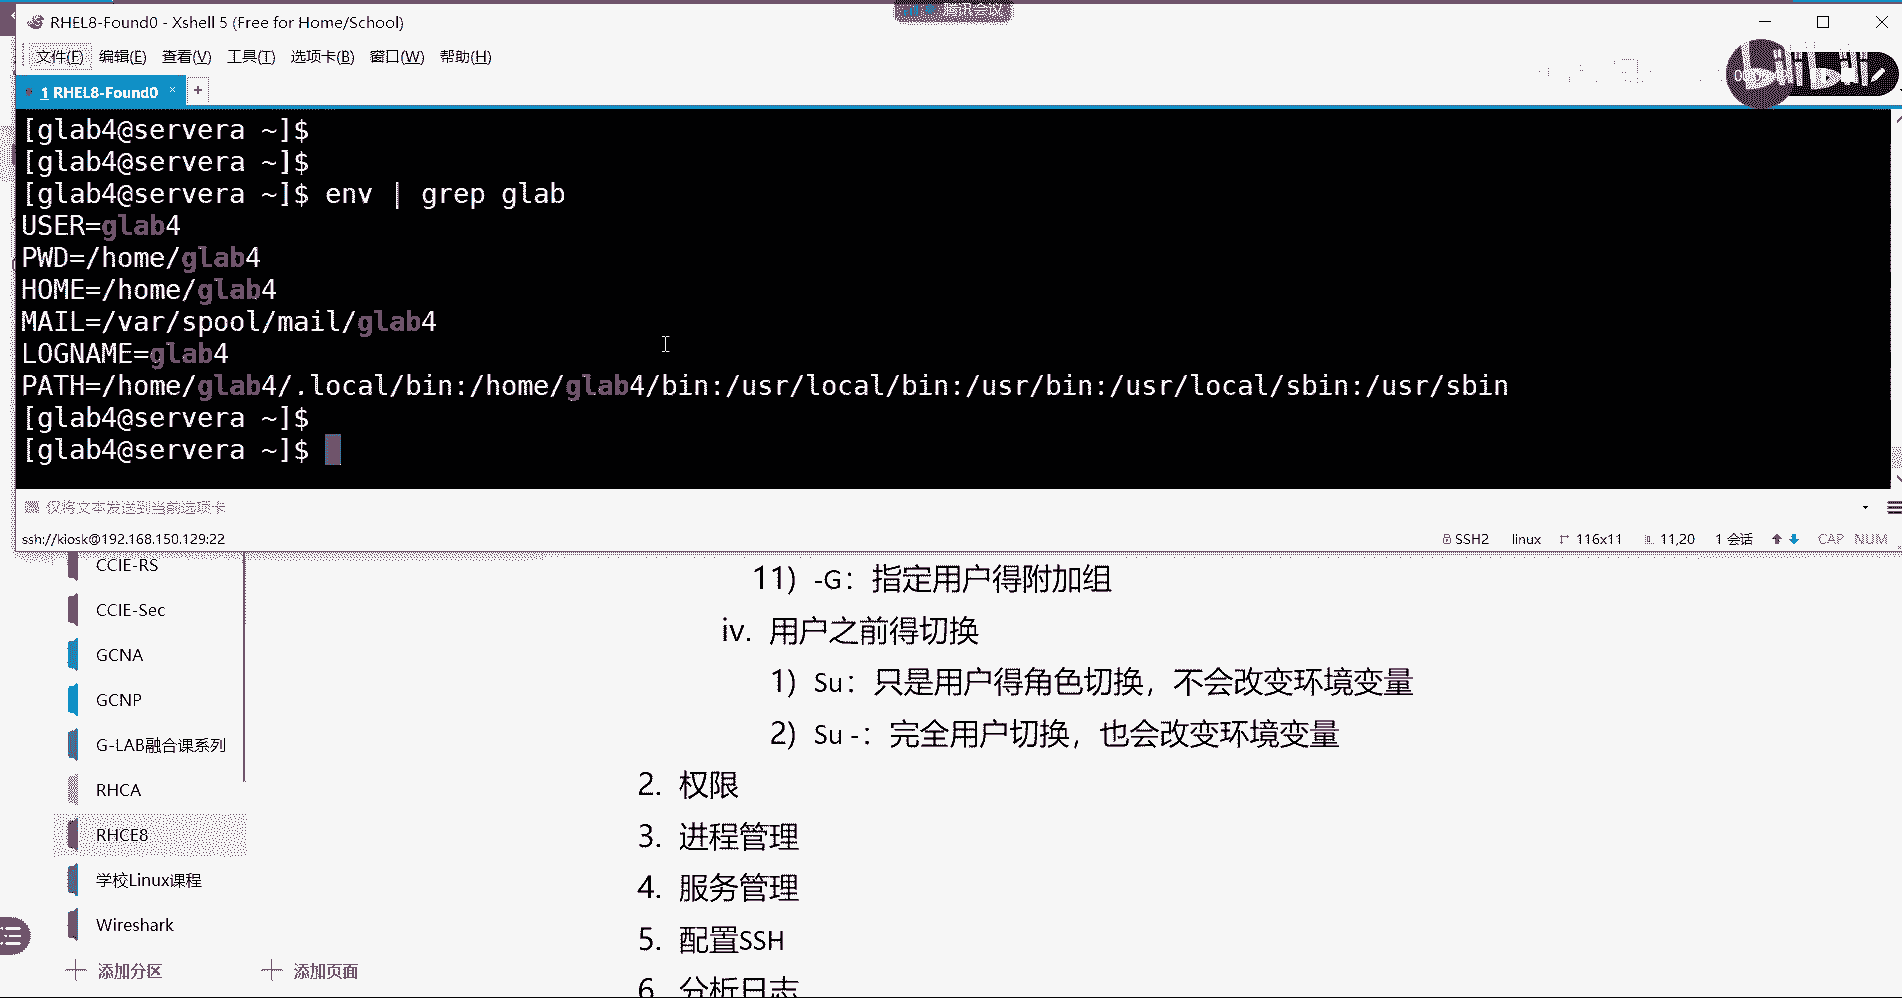 RHEL8-Found0 - Xshell 5 (Free for Home/School)
腾讯会议
文件(F) 编辑(E) 查看(V) 工具(T) 选项卡(B) 窗口(W) 帮助(H)
bilibili
1 RHEL8-Found0 × +
[glab4@servera ~]$
[glab4@servera ~]$
[glab4@servera ~]$ env | grep glab
USER=glab4
PWD=/home/glab4
HOME=/home/glab4
MAIL=/var/spool/mail/glab4
LOGNAME=glab4
PATH=/home/glab4/.local/bin:/home/glab4/bin:/usr/local/bin:/usr/bin:/usr/local/sbin:/usr/sbin
[glab4@servera ~]$
[glab4@servera ~]$
仅将文本发送到当前选项卡
ssh://kiosk@192.168.150.129:22 SSH2 linux 116x11 11,20 1 会话 CAP NUM
CCIE-RS
CCIE-Sec
GCNA
GCNP
G-LAB融合课系列
RHCA
RHCE8
学校Linux课程
Wireshark
添加分区 添加页面
11) -G：指定用户得附加组
iv. 用户之前得切换
1) Su：只是用户得角色切换，不会改变环境变量
2) Su -：完全用户切换，也会改变环境变量
2. 权限
3. 进程管理
4. 服务管理
5. 配置SSH
6. 分析日志